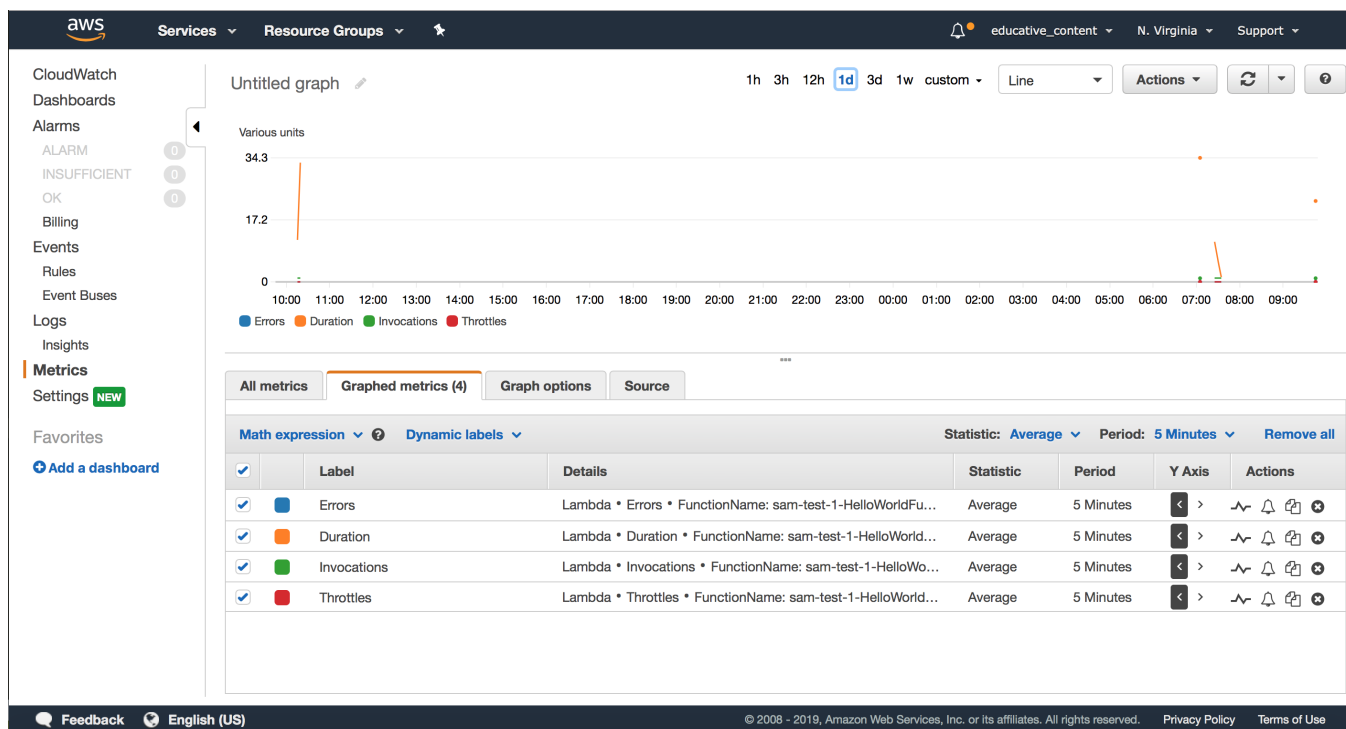 aws Services Resource Groups educative_content N. Virginia Support
CloudWatch
Dashboards
Alarms
ALARM 0
INSUFFICIENT 0
OK 0
Billing
Events
Rules
Event Buses
Logs
Insights
Metrics
Settings NEW
Favorites
Add a dashboard
Untitled graph
1h 3h 12h 1d 3d 1w custom Line Actions
Various units
34.3
17.2
0
10:00 11:00 12:00 13:00 14:00 15:00 16:00 17:00 18:00 19:00 20:00 21:00 22:00 23:00 00:00 01:00 02:00 03:00 04:00 05:00 06:00 07:00 08:00 09:00
Errors Duration Invocations Throttles
All metrics Graphed metrics (4) Graph options Source
Math expression Dynamic labels Statistic: Average Period: 5 Minutes Remove all
Label Details Statistic Period Y Axis Actions
Errors Lambda • Errors • FunctionName: sam-test-1-HelloWorldFu... Average 5 Minutes
Duration Lambda • Duration • FunctionName: sam-test-1-HelloWorld... Average 5 Minutes
Invocations Lambda • Invocations • FunctionName: sam-test-1-HelloWo... Average 5 Minutes
Throttles Lambda • Throttles • FunctionName: sam-test-1-HelloWorld... Average 5 Minutes
Feedback English (US) © 2008 - 2019, Amazon Web Services, Inc. or its affiliates. All rights reserved. Privacy Policy Terms of Use